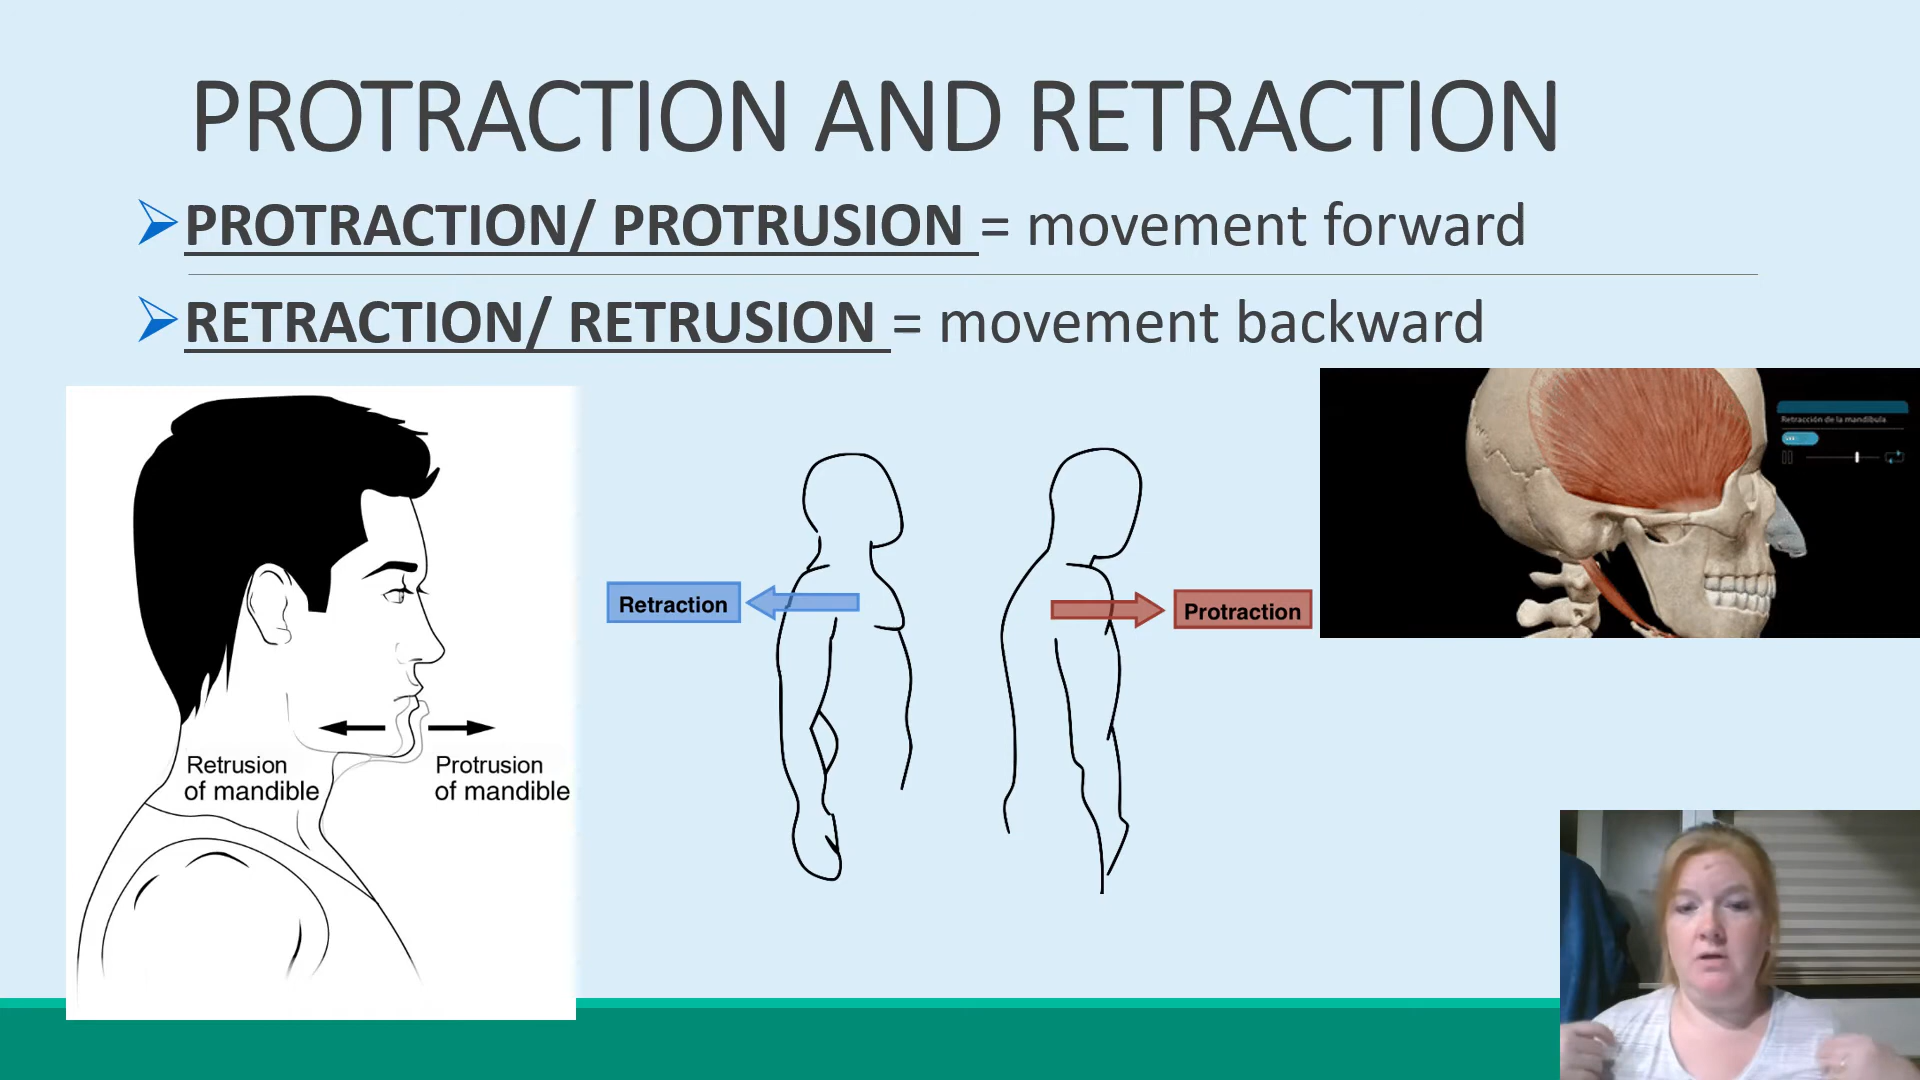 PROTRACTION AND RETRACTION
PROTRACTION/ PROTRUSION = movement forward
RETRACTION/ RETRUSION = movement backward
Retrusion
of mandible
Protrusion
of mandible
Retraction
Protraction
Retracción de la mandíbula